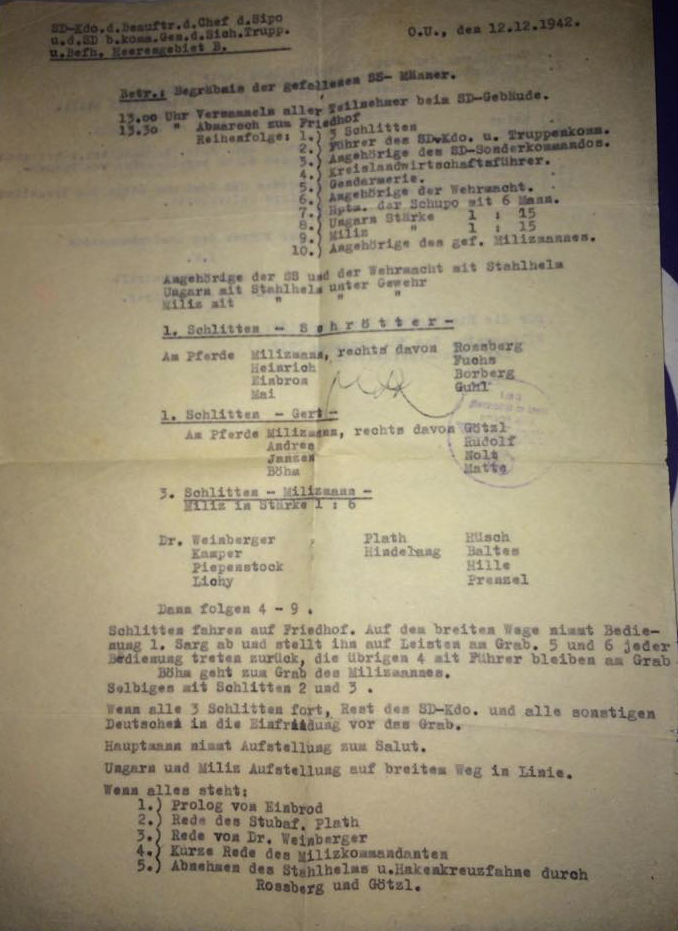 SD-Kdo.d.Beauftr.d.Chef d.Sipo
u.d.SD b.komm.Gen.d.Sich.Trupp.
u.Befh. Heeresgebiet B.
O.U., den 12.12.1942.
Betr.: Begräbnis der gefallenen SS- Männer.
13.00 Uhr Versammeln aller Teilnehmer beim SD-Gebäude.
13.30 " Abmarsch zum Friedhof
Reihenfolge: 1.) 3 Schlitten
2.) Führer des SD-Kdo. u. Truppenkomm.
3.) Angehörige des SD-Sonderkommandos.
4.) Kreislandwirtschaftsführer.
5.) Gendarmerie.
6.) Angehörige der Wehrmacht.
7.) Hptm. der Schupo mit 6 Mann.
8.) Ungarn Stärke 1 : 15
9.) Miliz " 1 : 15
10.) Angehörige des gef. Milizmannes.
Angehörige der SS und der Wehrmacht mit Stahlhelm
Ungarn mit Stahlhelm unter Gewehr
Miliz mit " " "
1. Schlitten - S c h r ö t t e r -
Am Pferde Milizmann, rechts davon Rossberg
Heinrich Fuchs
Einbrod Borberg
Mai Guhl
1. Schlitten - Gert -
Am Pferde Milizmann, rechts davon Götzl
Andres Rudolf
Janzen Nolt
Böhm Matte
3. Schlitten - Milizmann -
Miliz in Stärke 1 : 6
Dr. Weinberger Plath Hüsch
Kamper Hindelang Baltes
Piepenstock Hille
Lichy Prenzel
Dann folgen 4 - 9 .
Schlitten fahren auf Friedhof. Auf dem breiten Wege nimmt Bedie-
nung 1. Sarg ab und stellt ihn auf Leisten am Grab. 5 und 6 jeder
Bedienung treten zurück, die übrigen 4 mit Führer bleiben am Grab
Böhm geht zum Grab des Milizmannes.
Selbiges mit Schlitten 2 und 3 .
Wenn alle 3 Schlitten fort, Rest des SD-Kdo. und alle sonstigen
Deutschen in die Einfriedung vor das Grab.
Hauptmann nimmt Aufstellung zum Salut.
Ungarn und Miliz Aufstellung auf breitem Weg in Linie.
Wenn alles steht:
1.) Prolog von Einbrod
2.) Rede des Stubaf. Plath
3.) Rede von Dr. Weinberger
4.) Kurze Rede des Milizkommandanten
5.) Abnehmen des Stahlhelms u.Hakenkreuzfahne durch
Rossberg und Götzl.